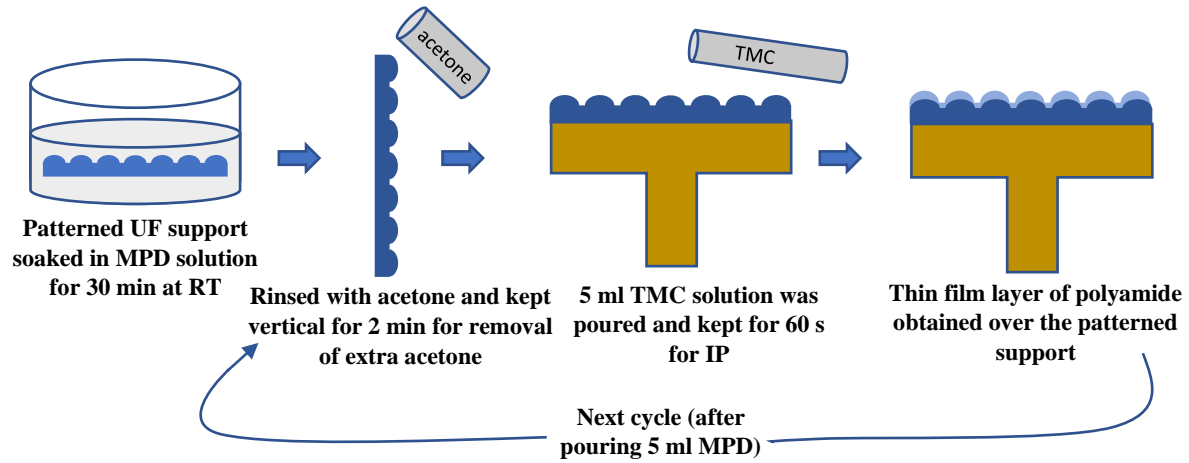 acetone
TMC
Patterned UF support
soaked in MPD solution
for 30 min at RT
Rinsed with acetone and kept
vertical for 2 min for removal
of extra acetone
5 ml TMC solution was
poured and kept for 60 s
for IP
Thin film layer of polyamide
obtained over the patterned
support
Next cycle (after
pouring 5 ml MPD)